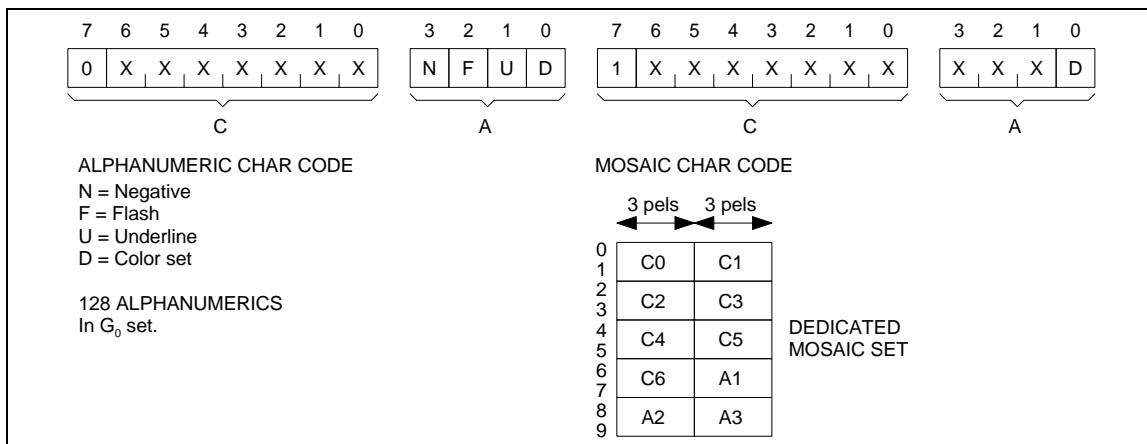 7 6 5 4 3 2 1 0 3 2 1 0 7 6 5 4 3 2 1 0 3 2 1 0
0 X X X X X X X N F U D 1 X X X X X X X X X X D
C A C A
ALPHANUMERIC CHAR CODE
N = Negative
F = Flash
U = Underline
D = Color set
128 ALPHANUMERICS
In G₀ set.
MOSAIC CHAR CODE
3 pels 3 pels
0
C0 C1
1
2
C2 C3
3
4
C4 C5
5
6
C6 A1
7
8
A2 A3
9
DEDICATED
MOSAIC SET